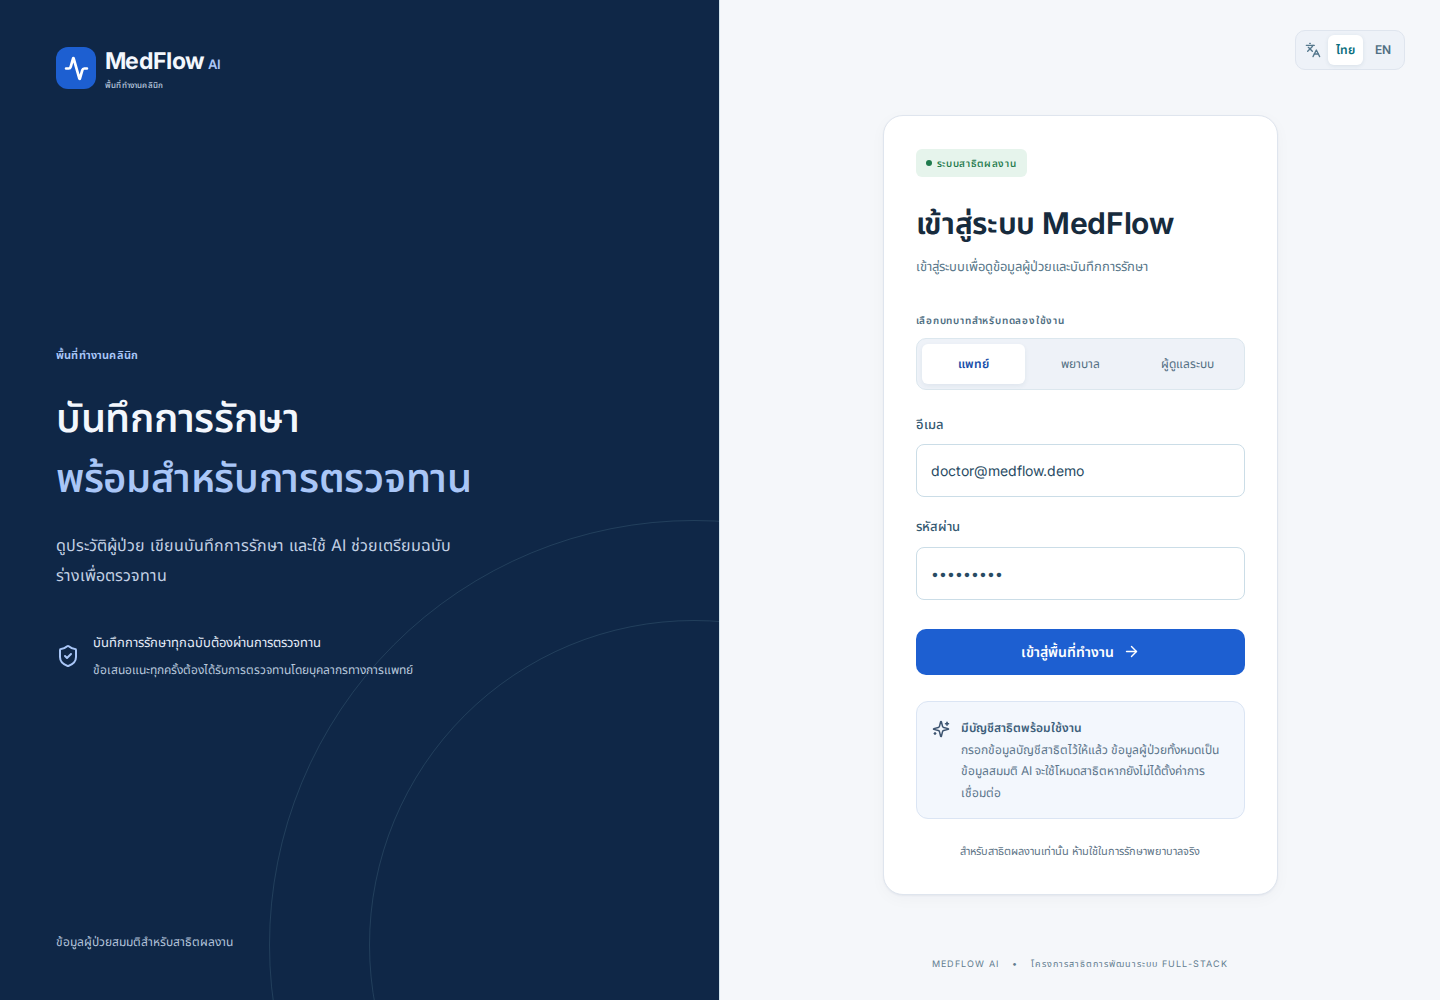 MedFlow AI
พื้นที่ทำงานคลินิก
พื้นที่ทำงานคลินิก
บันทึกการรักษา
พร้อมสำหรับการตรวจทาน
ดูประวัติผู้ป่วย เขียนบันทึกการรักษา และใช้ AI ช่วยเตรียมฉบับ
ร่างเพื่อตรวจทาน
บันทึกการรักษาทุกฉบับต้องผ่านการตรวจทาน
ข้อเสนอแนะทุกครั้งต้องได้รับการตรวจทานโดยบุคลากรทางการแพทย์
ข้อมูลผู้ป่วยสมมติสำหรับสาธิตผลงาน
ไทย EN
ระบบสาธิตผลงาน
เข้าสู่ระบบ MedFlow
เข้าสู่ระบบเพื่อดูข้อมูลผู้ป่วยและบันทึกการรักษา
เลือกบทบาทสำหรับทดลองใช้งาน
แพทย์ พยาบาล ผู้ดูแลระบบ
อีเมล
doctor@medflow.demo
รหัสผ่าน
•••••••••
เข้าสู่พื้นที่ทำงาน →
มีบัญชีสาธิตพร้อมใช้งาน
กรอกข้อมูลบัญชีสาธิตไว้ให้แล้ว ข้อมูลผู้ป่วยทั้งหมดเป็น
ข้อมูลสมมติ AI จะใช้โหมดสาธิตหากยังไม่ได้ตั้งค่าการ
เชื่อมต่อ
สำหรับสาธิตผลงานเท่านั้น ห้ามใช้ในการรักษาพยาบาลจริง
MEDFLOW AI • โครงการสาธิตการพัฒนาระบบ FULL-STACK